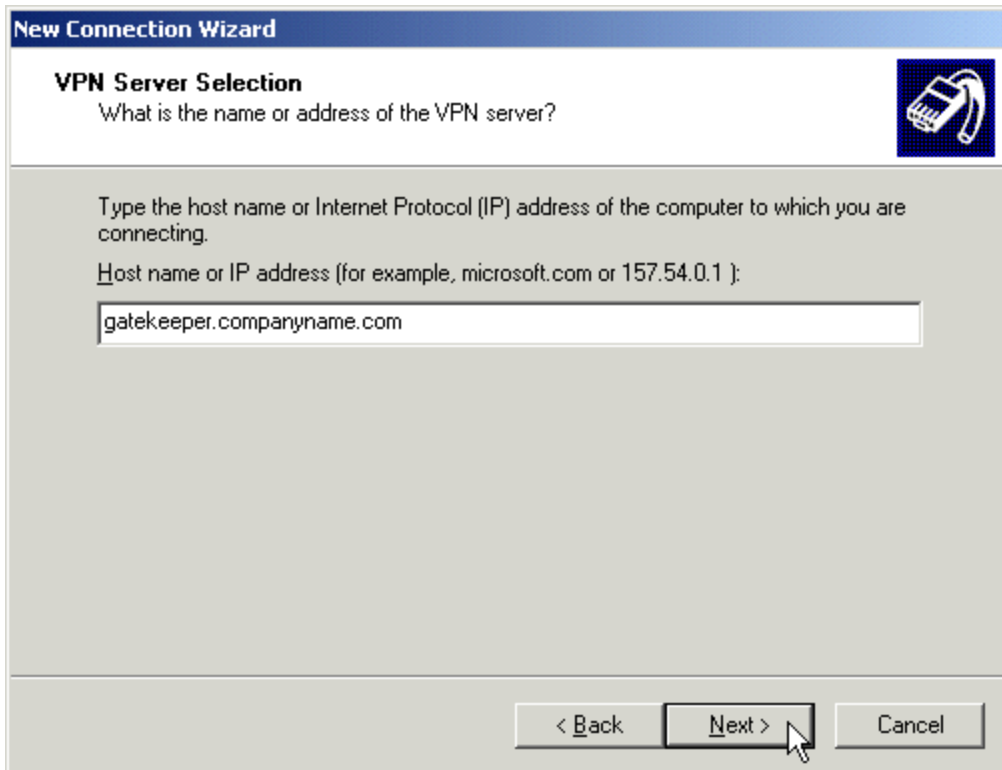 New Connection Wizard
VPN Server Selection
What is the name or address of the VPN server?
Type the host name or Internet Protocol (IP) address of the computer to which you are
connecting.
Host name or IP address (for example, microsoft.com or 157.54.0.1 ):
gatekeeper.companyname.com
< Back
Next >
Cancel